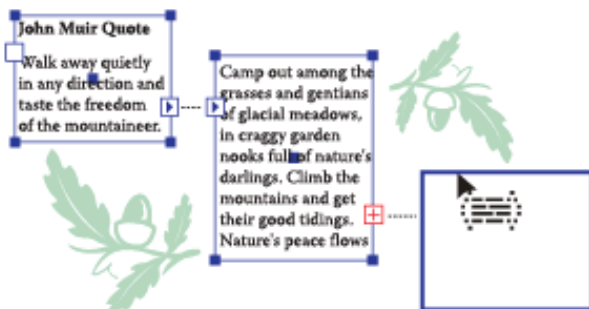 John Muir Quote
Walk away quietly
in any direction and
taste the freedom
of the mountaineer.
Camp out among the
grasses and gentians
of glacial meadows,
in craggy garden
nooks full of nature's
darlings. Climb the
mountains and get
their good tidings.
Nature's peace flows